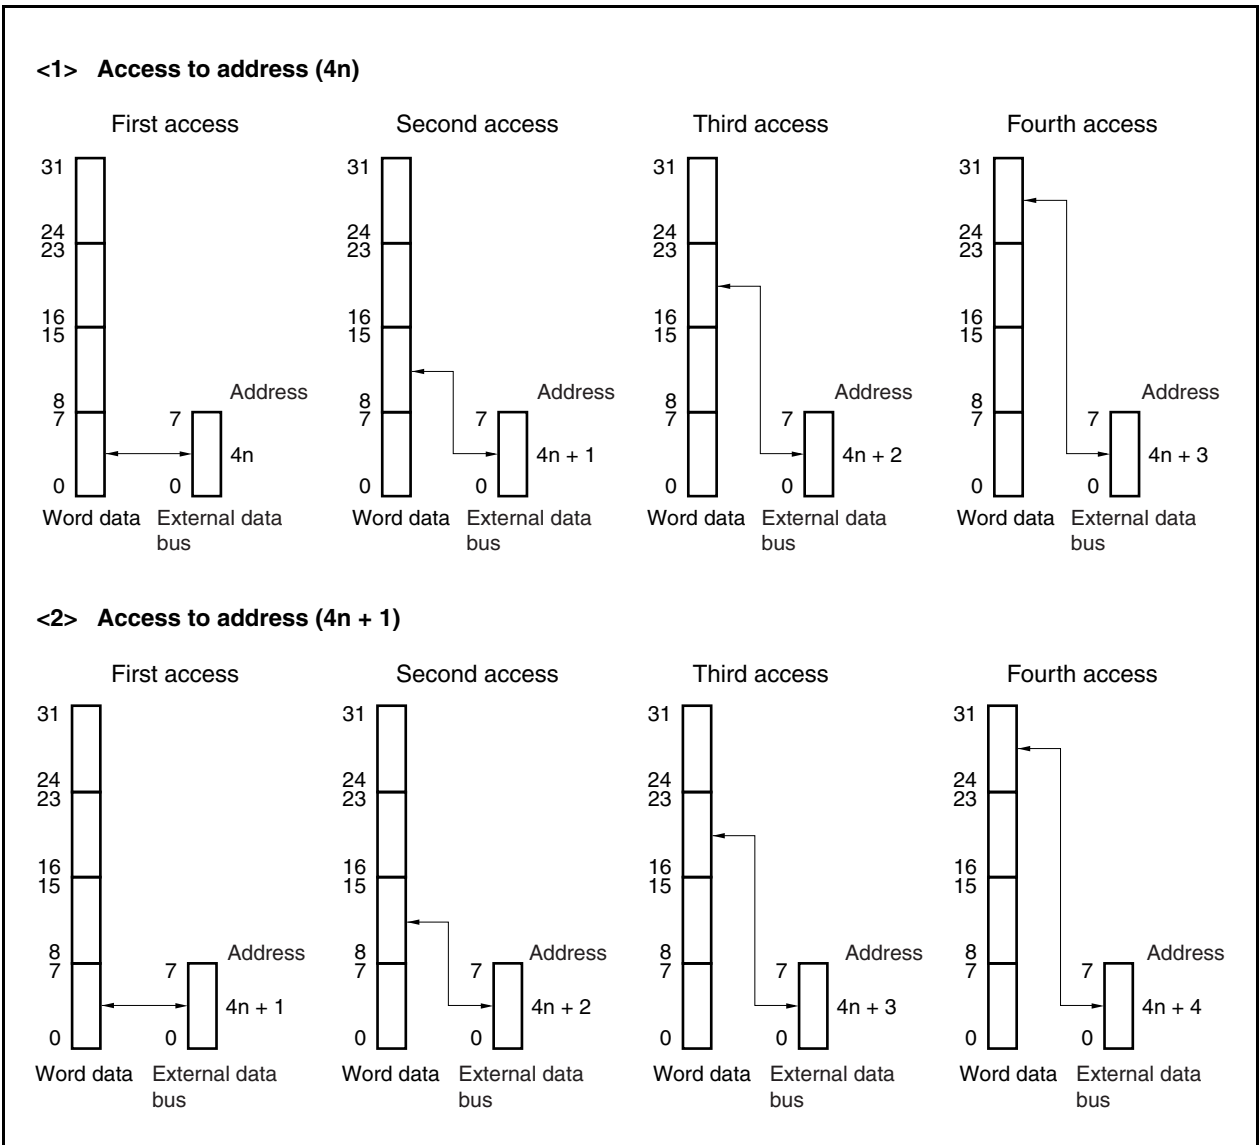 <1> Access to address (4n)
First access Second access Third access Fourth access
31 31 31 31
24 24 24 24
23 23 23 23
16 16 16 16
15 15 15 15
Address Address Address Address
8 8 8 8
7 7 7 7 7 7 7 7
4n 4n + 1 4n + 2 4n + 3
0 0 0 0 0 0 0 0
Word data External data Word data External data Word data External data Word data External data
bus bus bus bus
<2> Access to address (4n + 1)
First access Second access Third access Fourth access
31 31 31 31
24 24 24 24
23 23 23 23
16 16 16 16
15 15 15 15
8 Address 8 Address 8 Address 8 Address
7 7 7 7 7 7 7 7
4n + 1 4n + 2 4n + 3 4n + 4
0 0 0 0 0 0 0 0
Word data External data Word data External data Word data External data Word data External data
bus bus bus bus